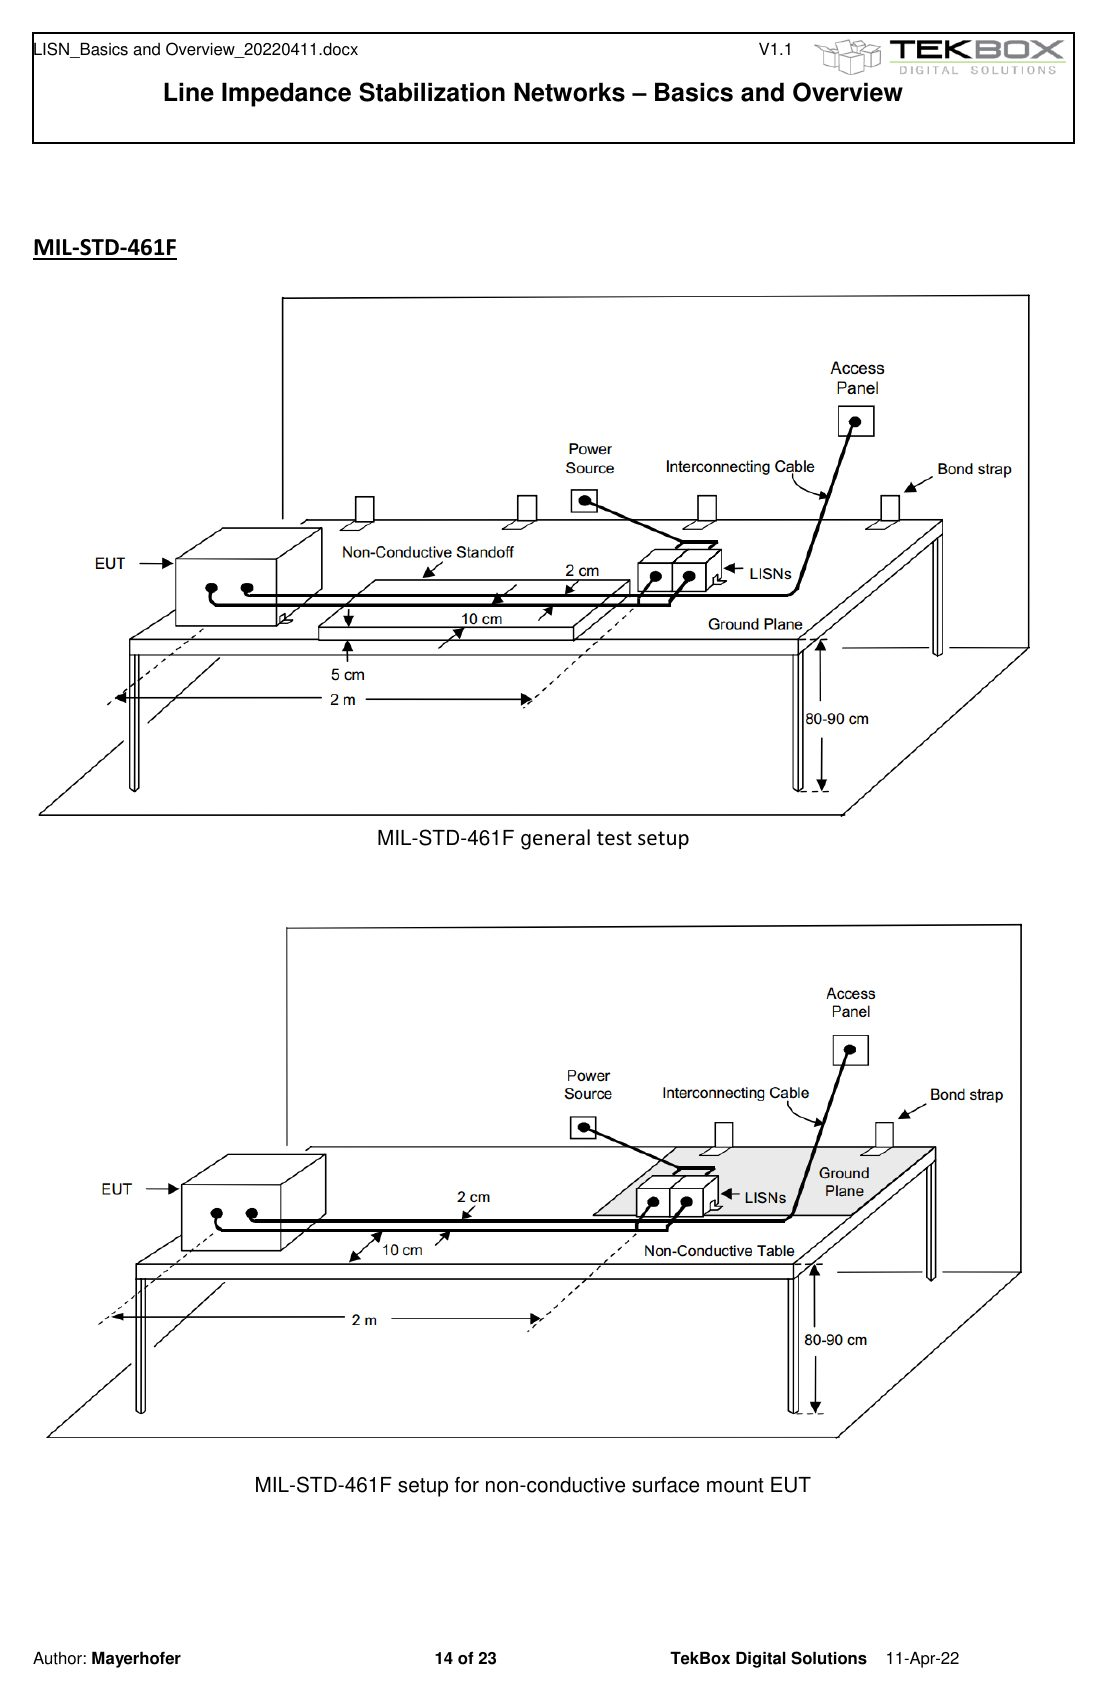 LISN_Basics and Overview_20220411.docx V1.1
TEKBOX
DIGITAL SOLUTIONS
Line Impedance Stabilization Networks – Basics and Overview
MIL-STD-461F
Access
Panel
Power
Source
Interconnecting Cable
Bond strap
EUT
Non-Conductive Standoff
2 cm
LISNs
10 cm
Ground Plane
5 cm
2 m
80-90 cm
MIL-STD-461F general test setup
Access
Panel
Power
Source
Interconnecting Cable
Bond strap
Ground
Plane
EUT
2 cm
LISNs
10 cm
Non-Conductive Table
2 m
80-90 cm
MIL-STD-461F setup for non-conductive surface mount EUT
Author: Mayerhofer 14 of 23 TekBox Digital Solutions 11-Apr-22